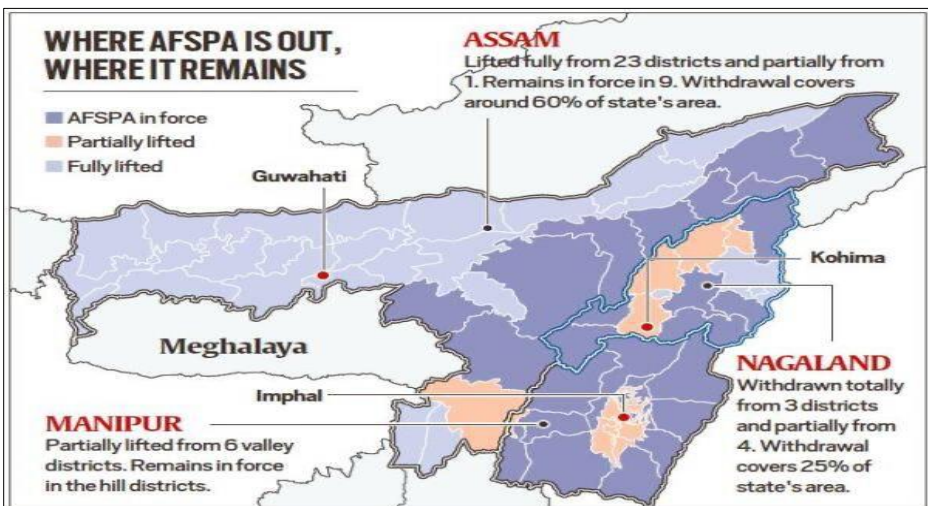 WHERE AFSPA IS OUT,
WHERE IT REMAINS
AFSPA in force
Partially lifted
Fully lifted
ASSAM
Lifted fully from 23 districts and partially from
1. Remains in force in 9. Withdrawal covers
around 60% of state's area.
Guwahati
Kohima
Meghalaya
Imphal
MANIPUR
Partially lifted from 6 valley
districts. Remains in force
in the hill districts.
NAGALAND
Withdrawn totally
from 3 districts
and partially from
4. Withdrawal
covers 25% of
state's area.